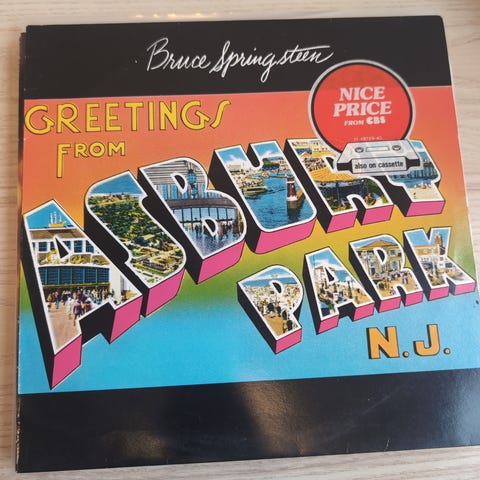 Bruce Springsteen
GREETINGS
FROM
ASBURY
PARK
N.J.
NICE
PRICE
FROM CBS
also on cassette